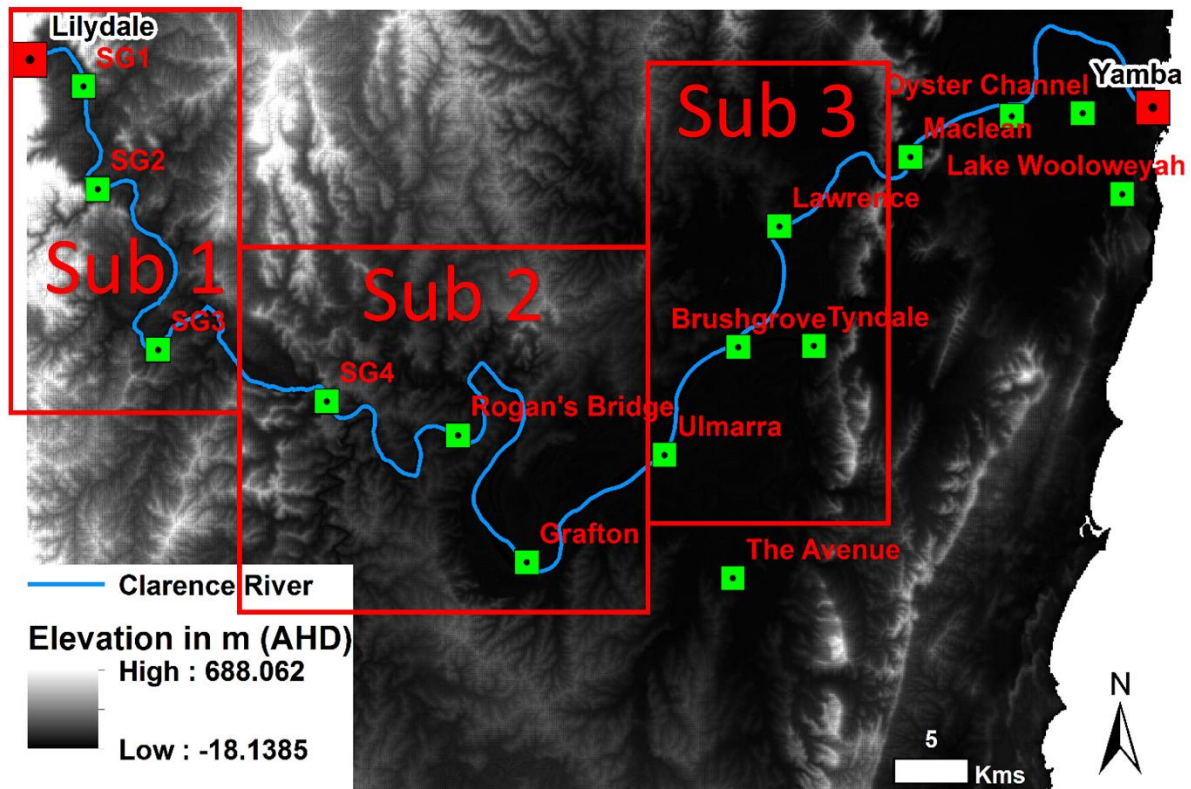 Lilydale
SG1
Yamba
Oyster Channel
Sub 3
Maclean
SG2
Lake Wooloweyah
Lawrence
Sub 1
Sub 2
SG3
Brushgrove
Tyndale
SG4
Rogan's Bridge
Ulmarra
Grafton
The Avenue
Clarence River
Elevation in m (AHD)
High : 688.062
Low : -18.1385
N
5
Kms